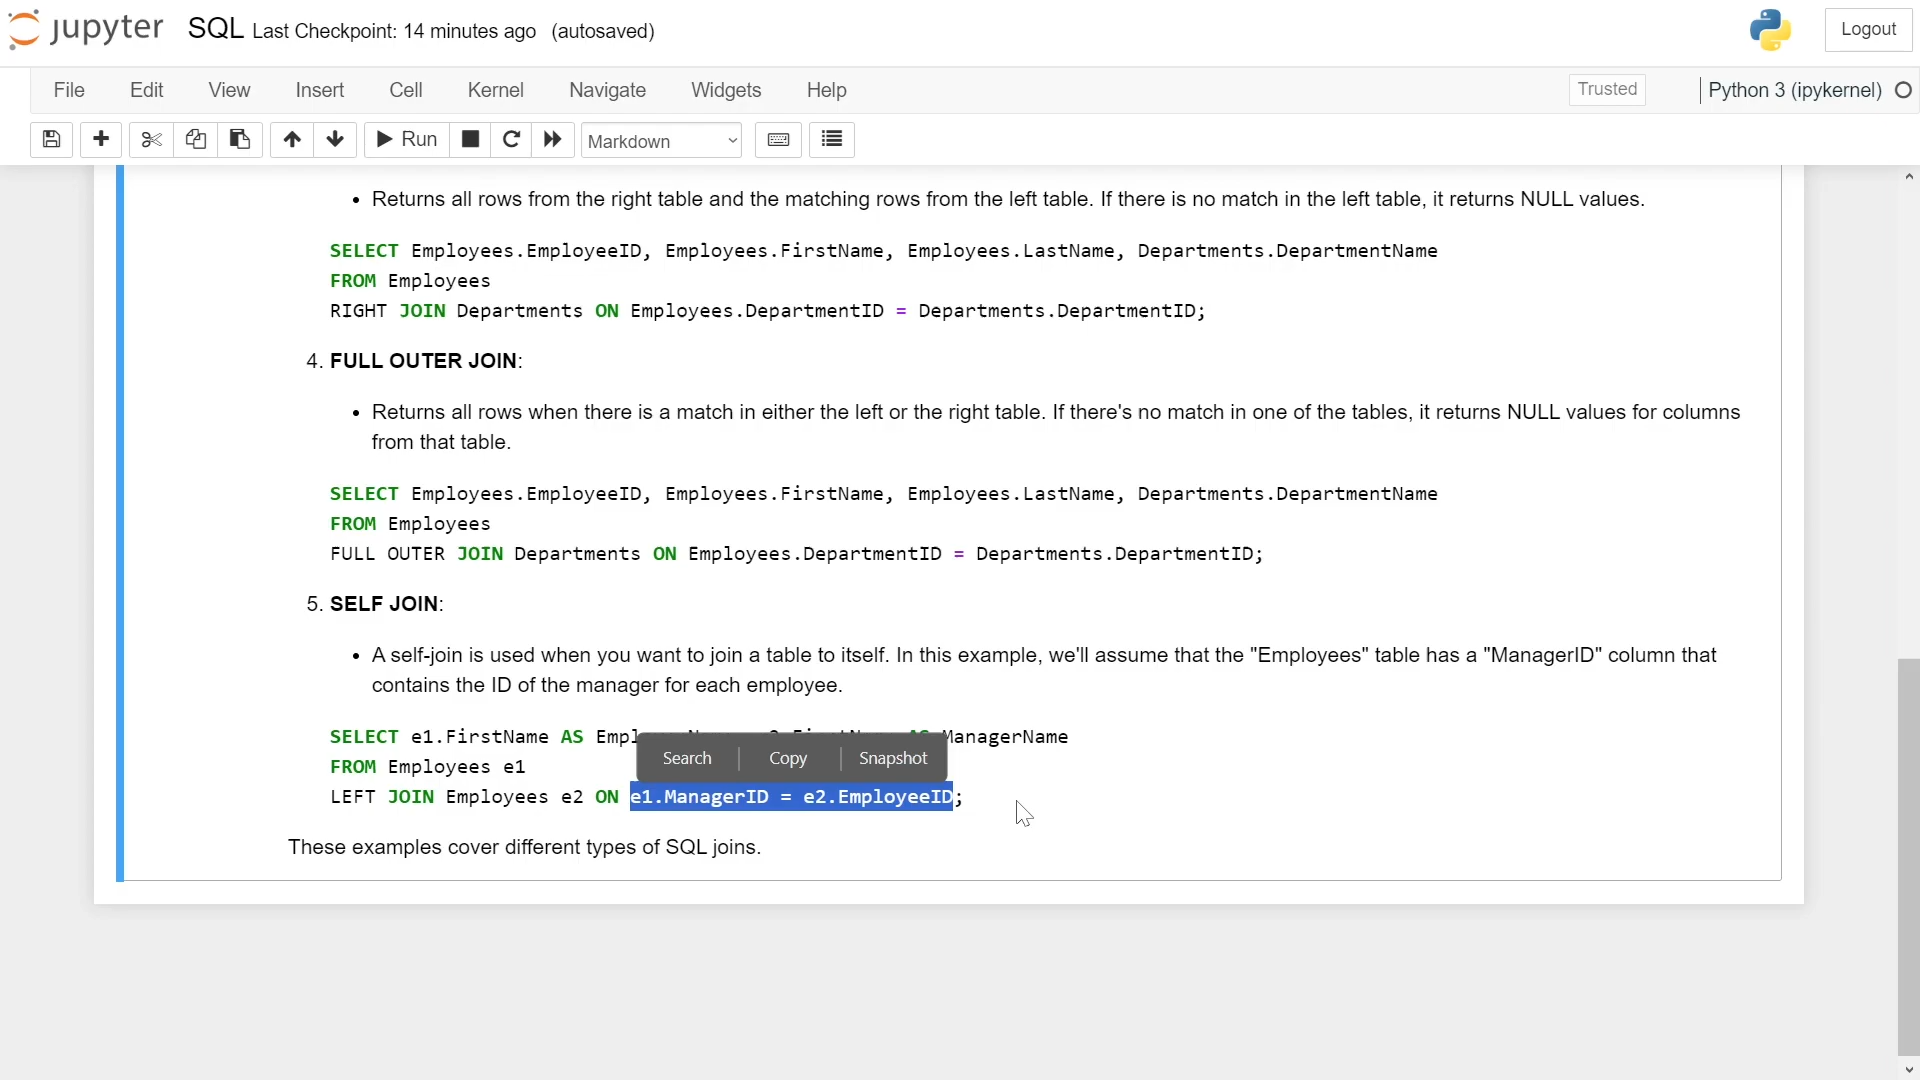 jupyter SQL Last Checkpoint: 14 minutes ago (autosaved) Logout
File Edit View Insert Cell Kernel Navigate Widgets Help Trusted Python 3 (ipykernel)
Run Markdown
• Returns all rows from the right table and the matching rows from the left table. If there is no match in the left table, it returns NULL values.
SELECT Employees.EmployeeID, Employees.FirstName, Employees.LastName, Departments.DepartmentName
FROM Employees
RIGHT JOIN Departments ON Employees.DepartmentID = Departments.DepartmentID;
4. FULL OUTER JOIN:
• Returns all rows when there is a match in either the left or the right table. If there's no match in one of the tables, it returns NULL values for columns
from that table.
SELECT Employees.EmployeeID, Employees.FirstName, Employees.LastName, Departments.DepartmentName
FROM Employees
FULL OUTER JOIN Departments ON Employees.DepartmentID = Departments.DepartmentID;
5. SELF JOIN:
• A self-join is used when you want to join a table to itself. In this example, we'll assume that the "Employees" table has a "ManagerID" column that
contains the ID of the manager for each employee.
SELECT e1.FirstName AS ManagerName
Search Copy Snapshot
FROM Employees e1
LEFT JOIN Employees e2 ON e1.ManagerID = e2.EmployeeID;
These examples cover different types of SQL joins.